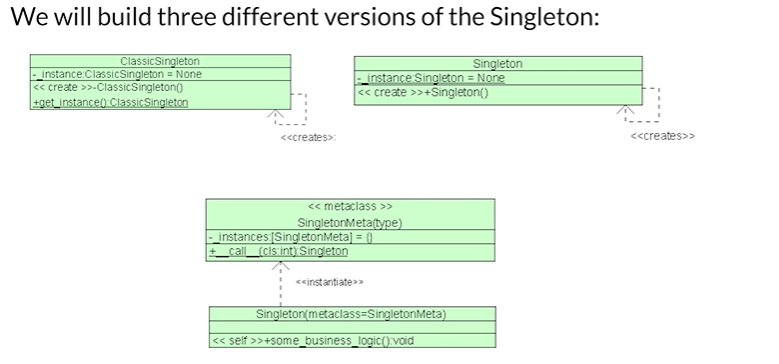 We will build three different versions of the Singleton:
ClassicSingleton
-_instance:ClassicSingleton = None
<< create >>-ClassicSingleton()
+get_instance():ClassicSingleton
<<creates>>
Singleton
-_instance:Singleton = None
<< create >>+Singleton()
<<creates>>
<< metaclass >>
SingletonMeta(type)
-_instances:[SingletonMeta] = {}
+__call__(cls:int):Singleton
<<instantiate>>
Singleton(metaclass=SingletonMeta)
<< self >>+some_business_logic():void